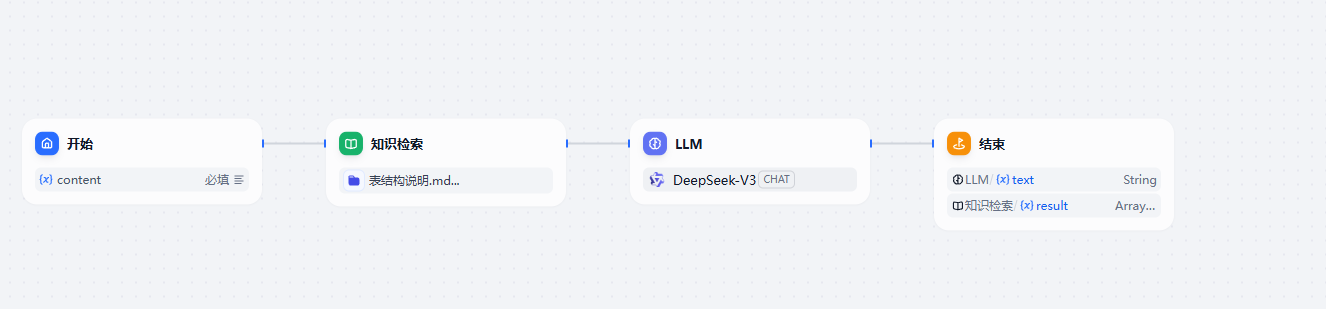 开始
content 必填
知识检索
表结构说明.md...
LLM
DeepSeek-V3 CHAT
结束
LLM/ {x} text String
知识检索/ {x} result Array...